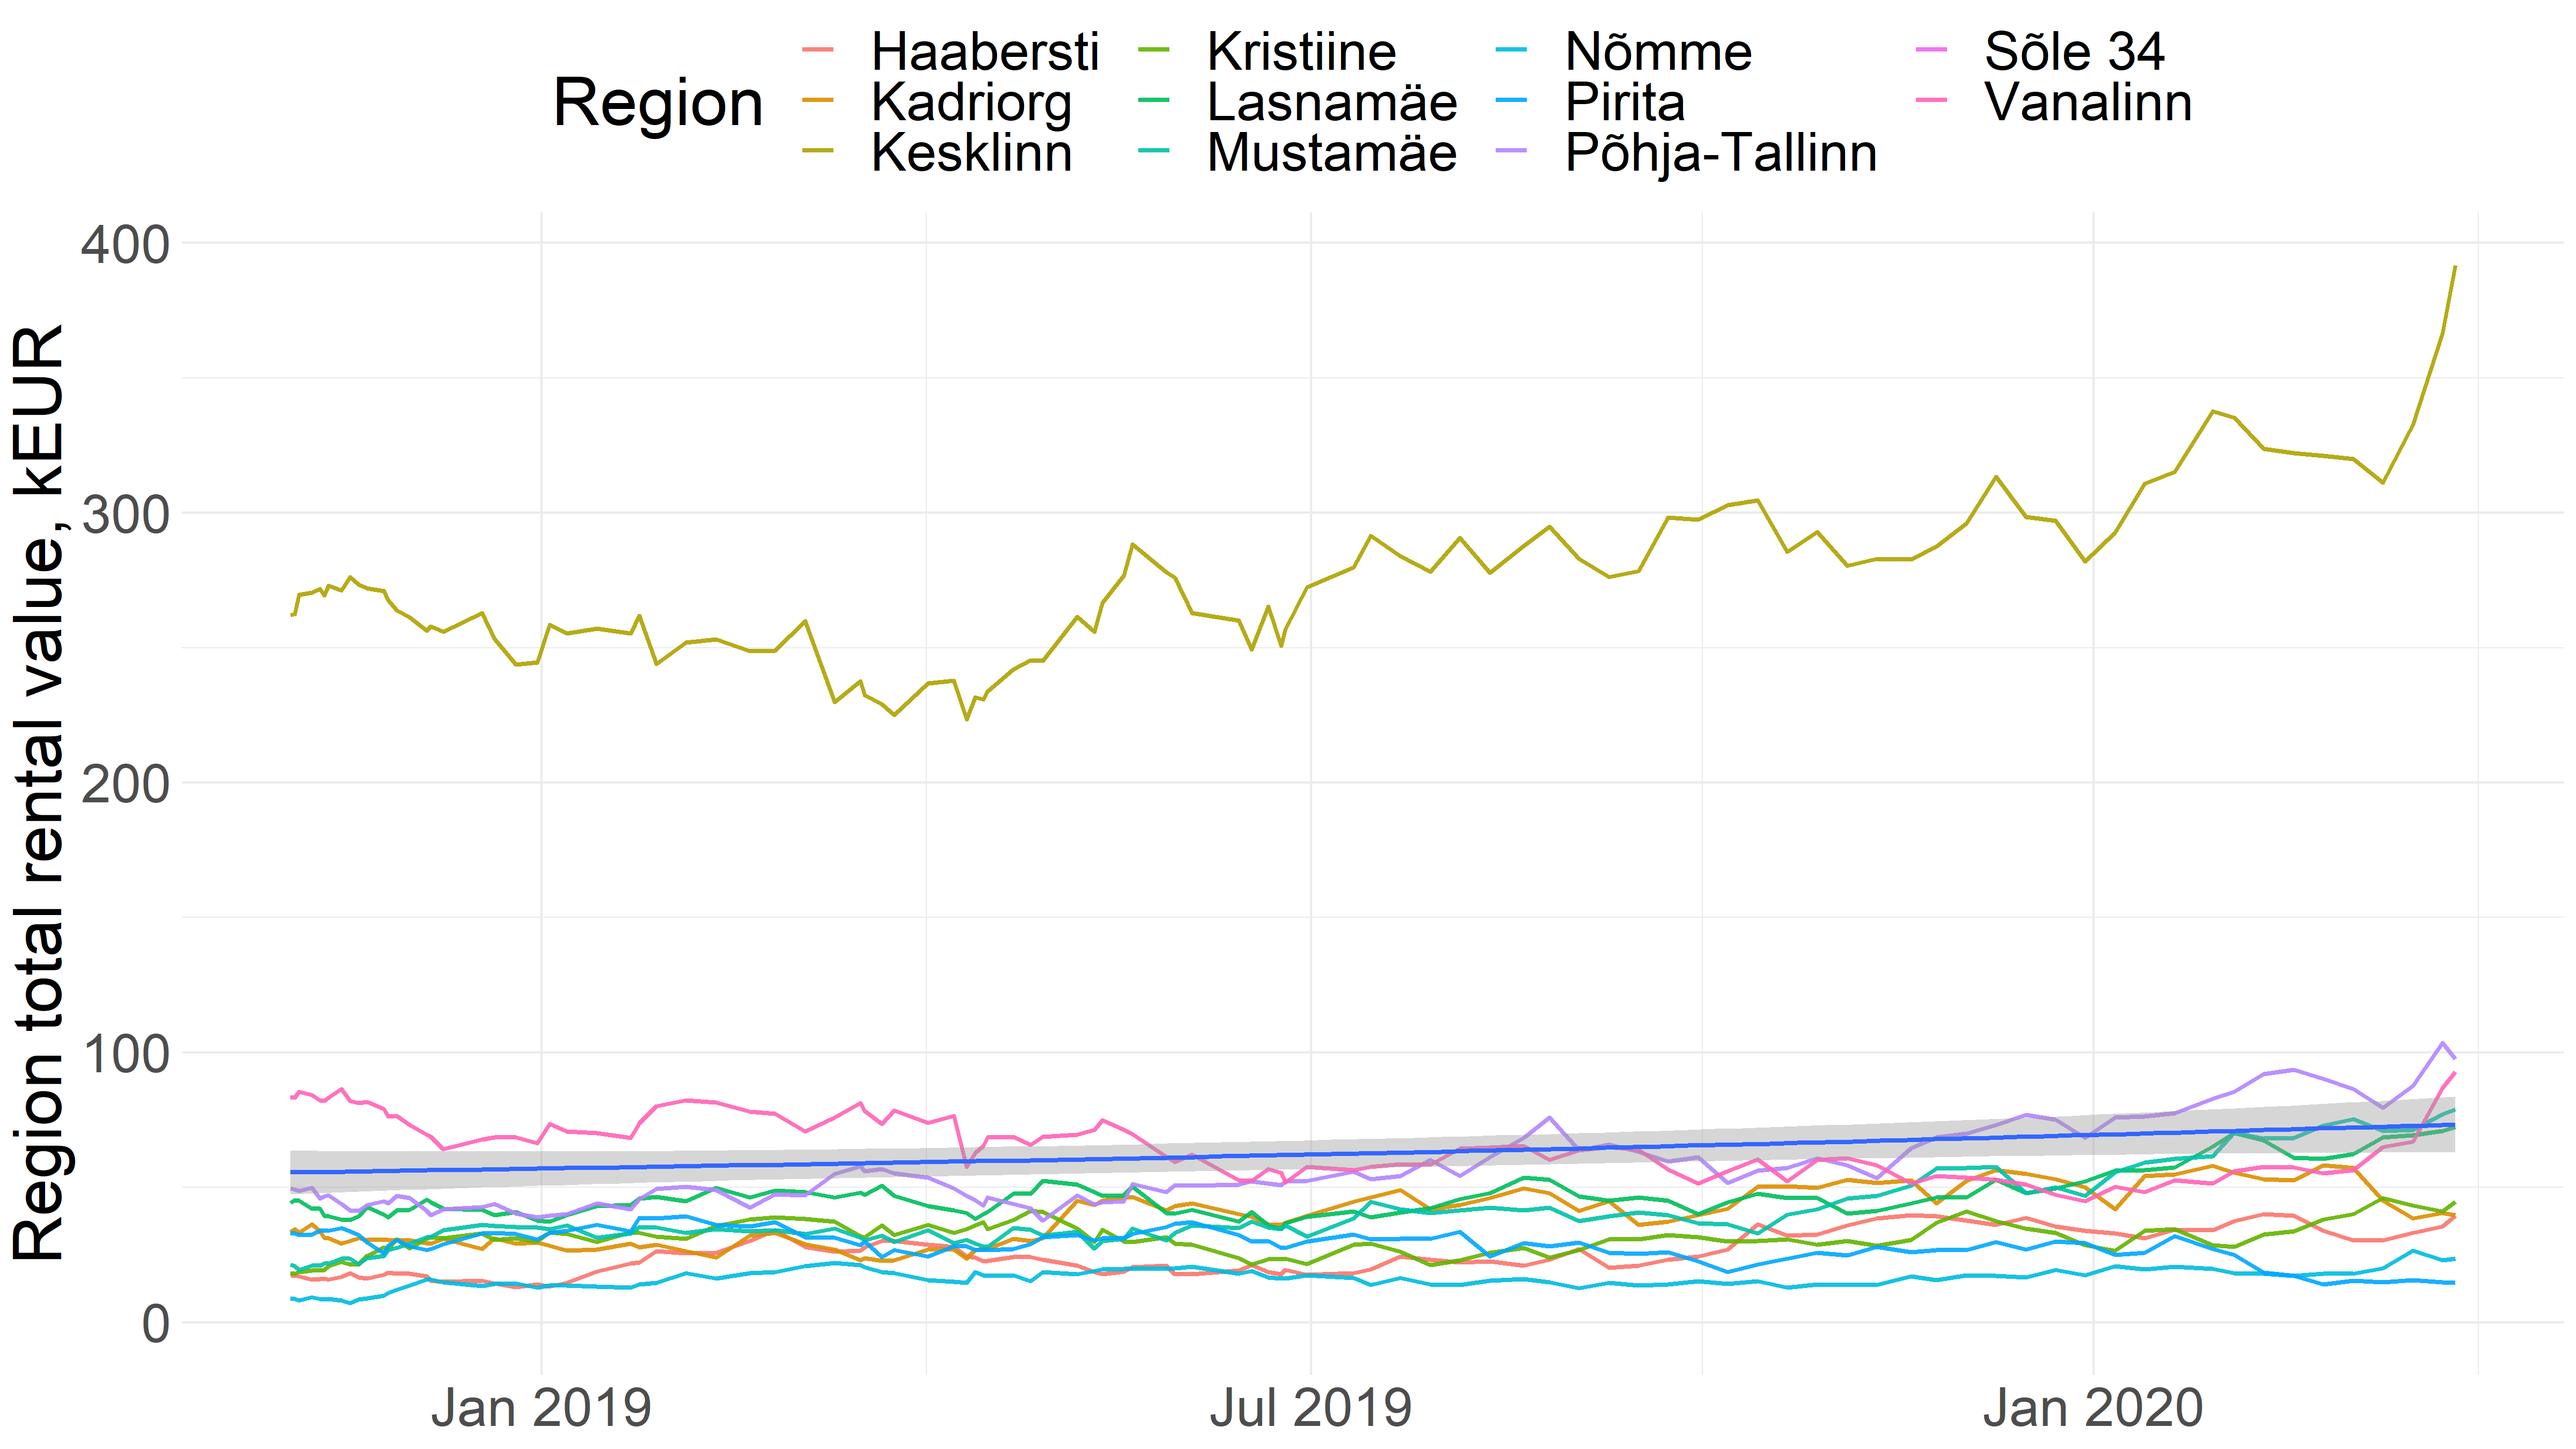 Region
Haabersti
Kadriorg
Kesklinn
Kristiine
Lasnamäe
Mustamäe
Nõmme
Pirita
Põhja-Tallinn
Sõle 34
Vanalinn
Region total rental value, kEUR
400
300
200
100
0
Jan 2019
Jul 2019
Jan 2020